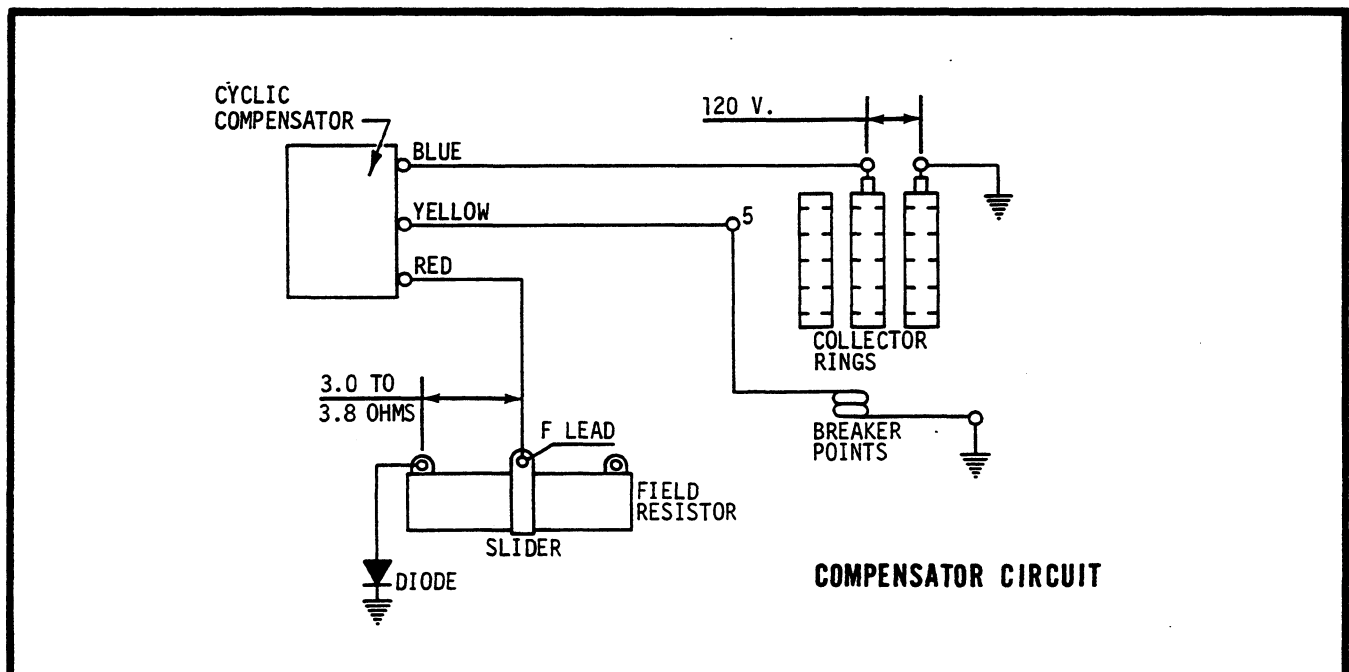 CYCLIC
COMPENSATOR
120 V.
BLUE
YELLOW
5
RED
COLLECTOR
RINGS
3.0 TO
3.8 OHMS
F LEAD
BREAKER
POINTS
FIELD
RESISTOR
SLIDER
DIODE
COMPENSATOR CIRCUIT